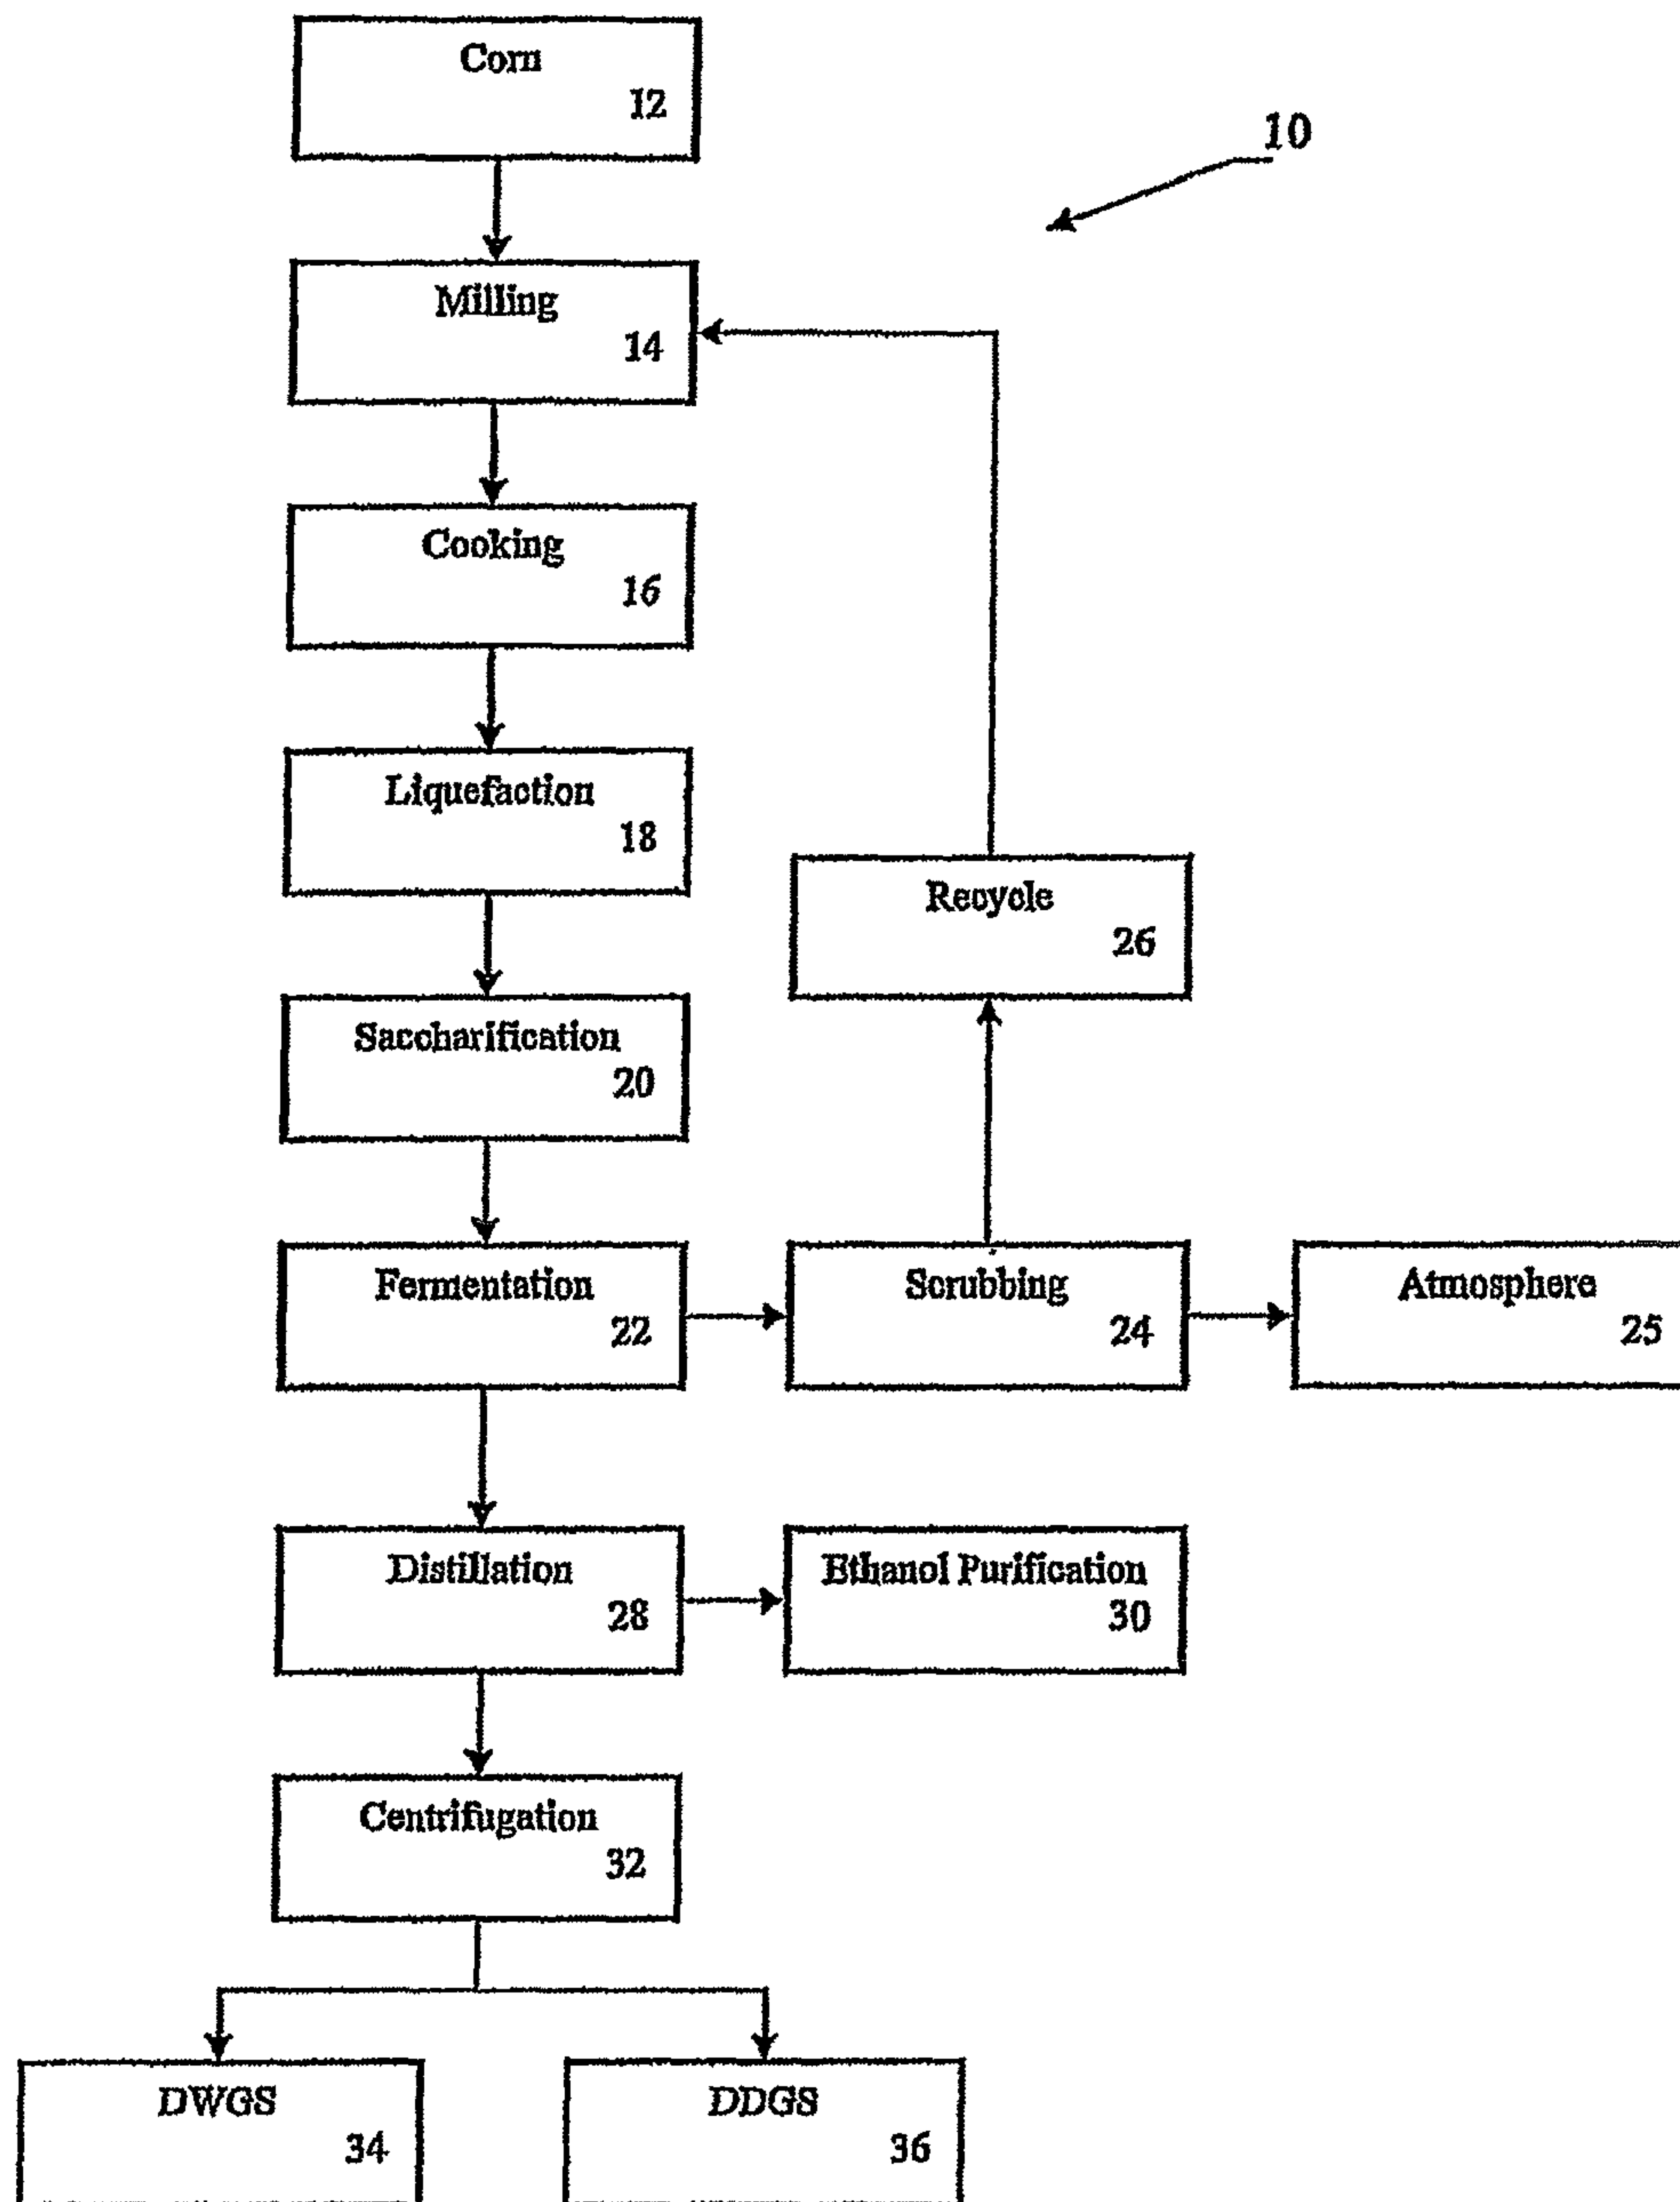 Corn
12
10
Milling
14
Cooking
16
Liquefaction
18
Recycle
26
Saccharification
20
Fermentation
22
Scrubbing
24
Atmosphere
25
Distillation
28
Ethanol Purification
30
Centrifugation
32
DWGS
34
DDGS
36